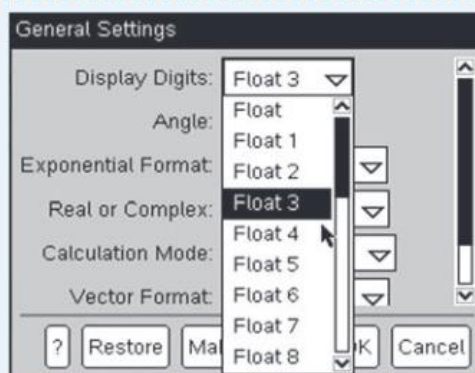 General Settings
Display Digits: Float 3
Float
Angle:
Float 1
Exponential Format:
Float 2
Real or Complex:
Float 3
Float 4
Calculation Mode:
Float 5
Vector Format:
Float 6
Float 7
? Restore Cancel
Float 8